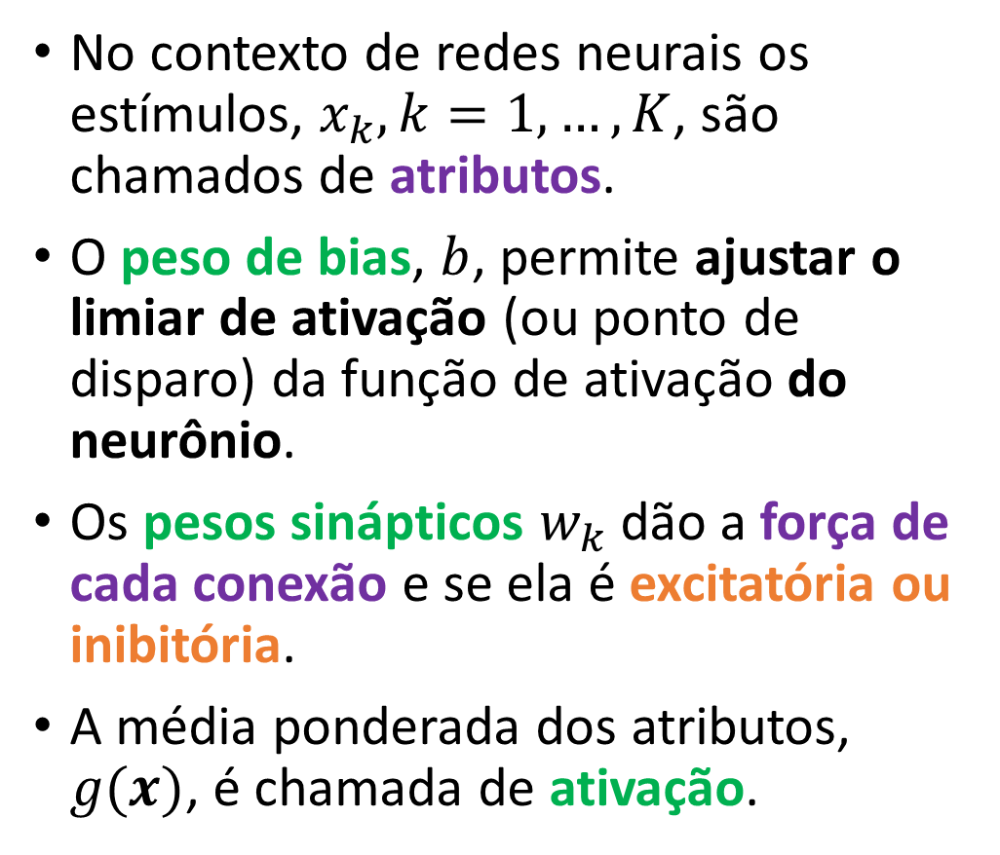 • No contexto de redes neurais os
estímulos, xₖ, k = 1, … , K, são
chamados de atributos.
• O peso de bias, b, permite ajustar o
limiar de ativação (ou ponto de
disparo) da função de ativação do
neurônio.
• Os pesos sinápticos wₖ dão a força de
cada conexão e se ela é excitatória ou
inibitória.
• A média ponderada dos atributos,
g(x), é chamada de ativação.